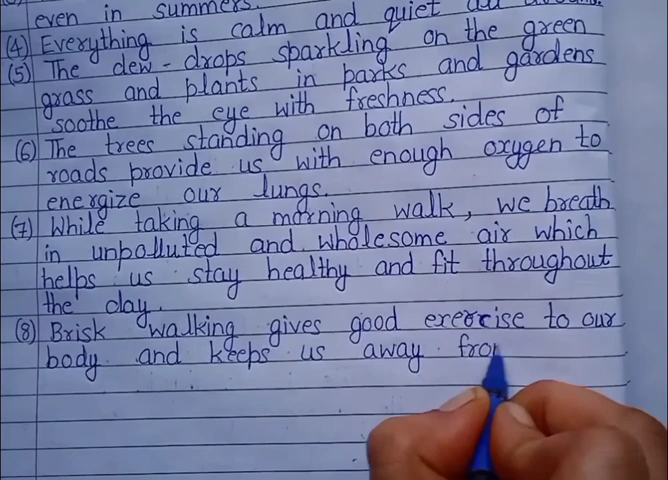 even in summers.
(4) Everything is calm and quiet all
(5) The dew-drops sparkling on the green
grass and plants in parks and gardens
soothe the eye with freshness.
(6) The trees standing on both sides of
roads provide us with enough oxygen to
energize our lungs.
(7) While taking a morning walk, we breath
in unpolluted and wholesome air which
helps us stay healthy and fit throughout
the day.
(8) Brisk walking gives good exercise to our
body and keeps us away from